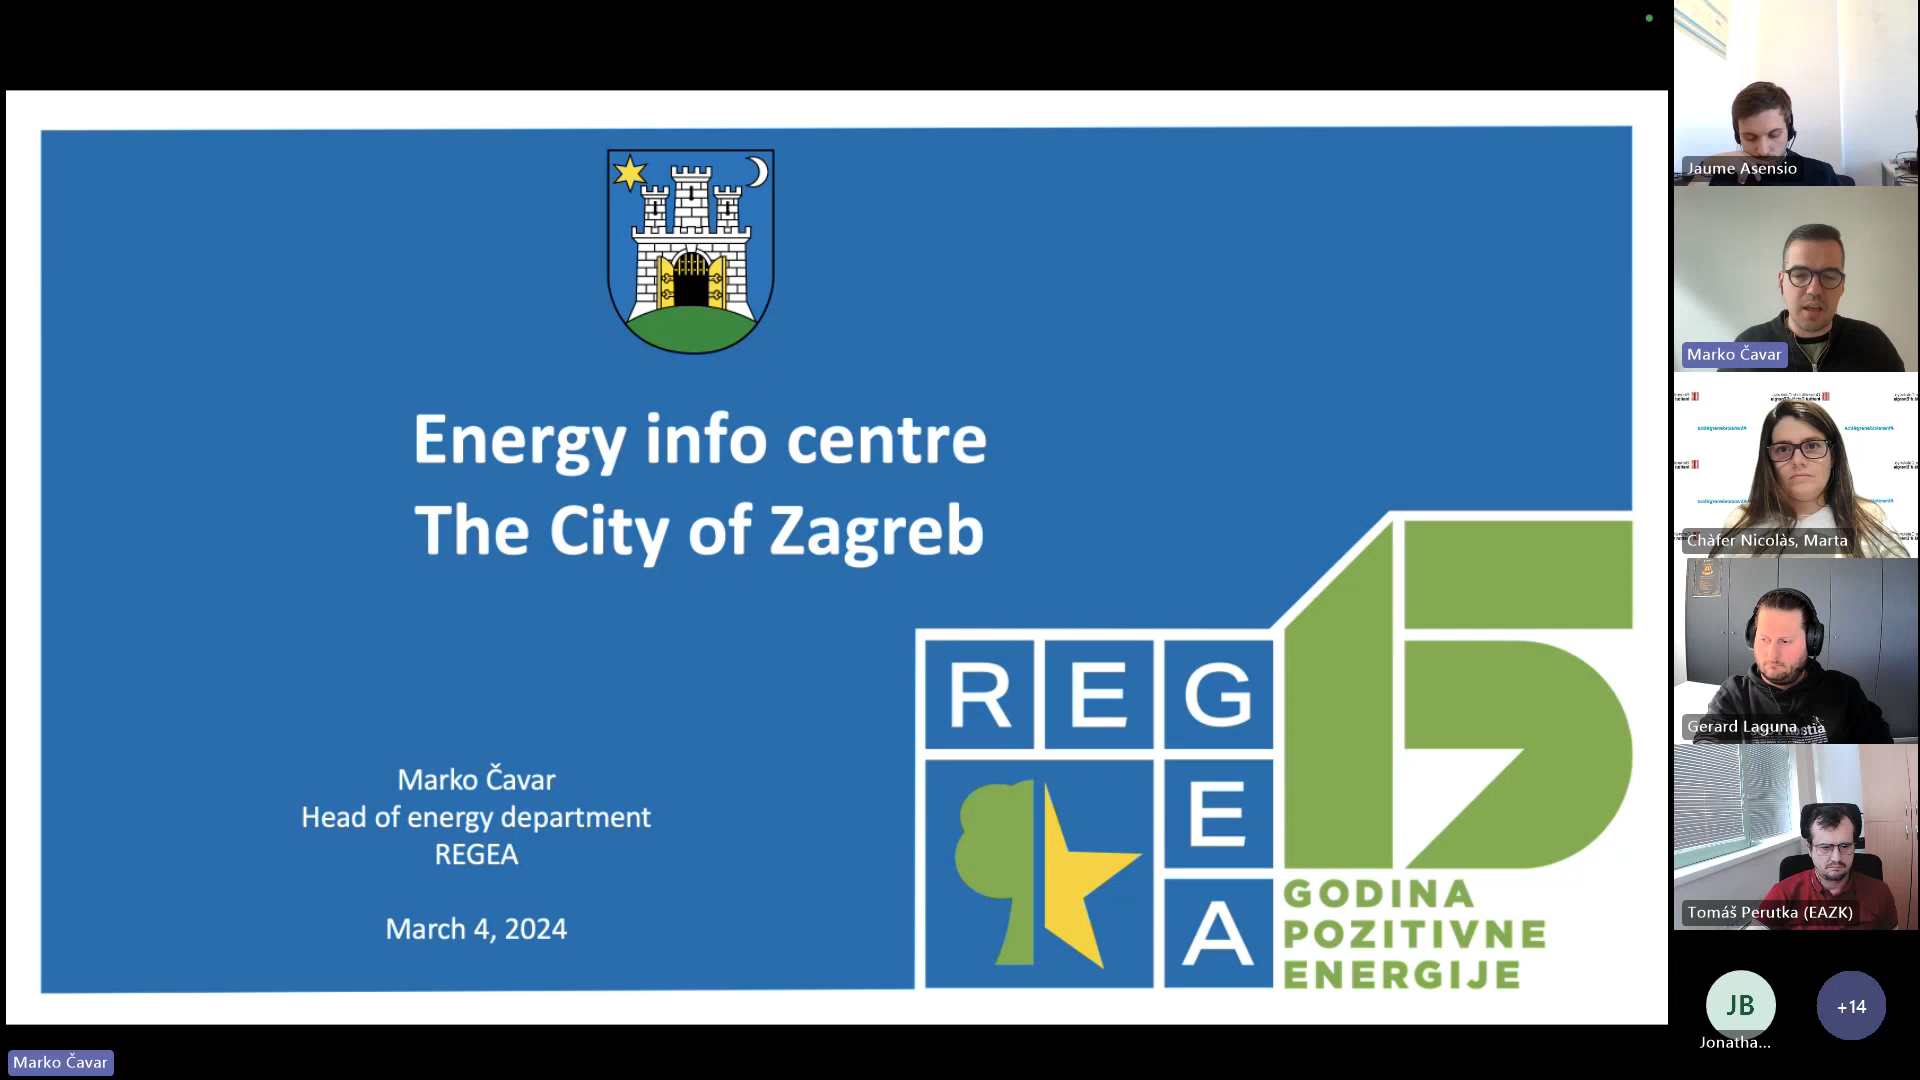 Energy info centre
The City of Zagreb
Marko Čavar
Head of energy department
REGEA
March 4, 2024
R E G
E
A
15
GODINA
POZITIVNE
ENERGIJE
Marko Čavar
Jaume Asensio
Marko Čavar
Chàfer Nicolàs, Marta
Gerard Laguna
Tomáš Perutka (EAZK)
JB
Jonatha...
+14